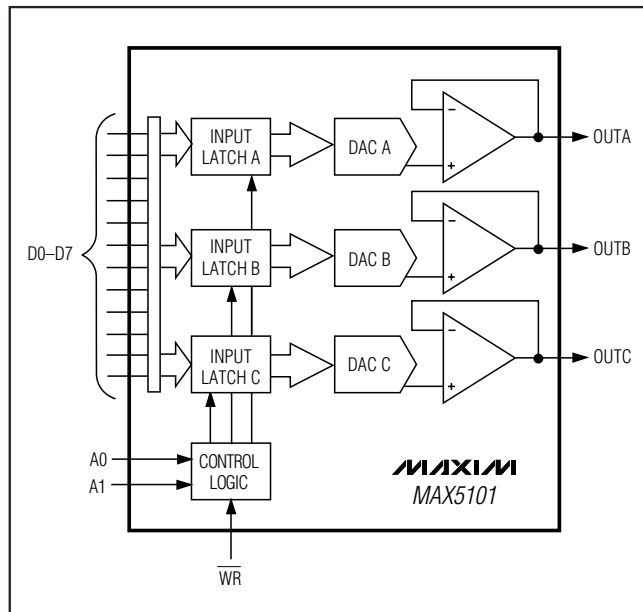 INPUT
LATCH A
DAC A
−
+
OUTA
D0–D7
INPUT
LATCH B
DAC B
−
+
OUTB
INPUT
LATCH C
DAC C
−
+
OUTC
A0
A1
CONTROL
LOGIC
MAXIM
MAX5101
WR